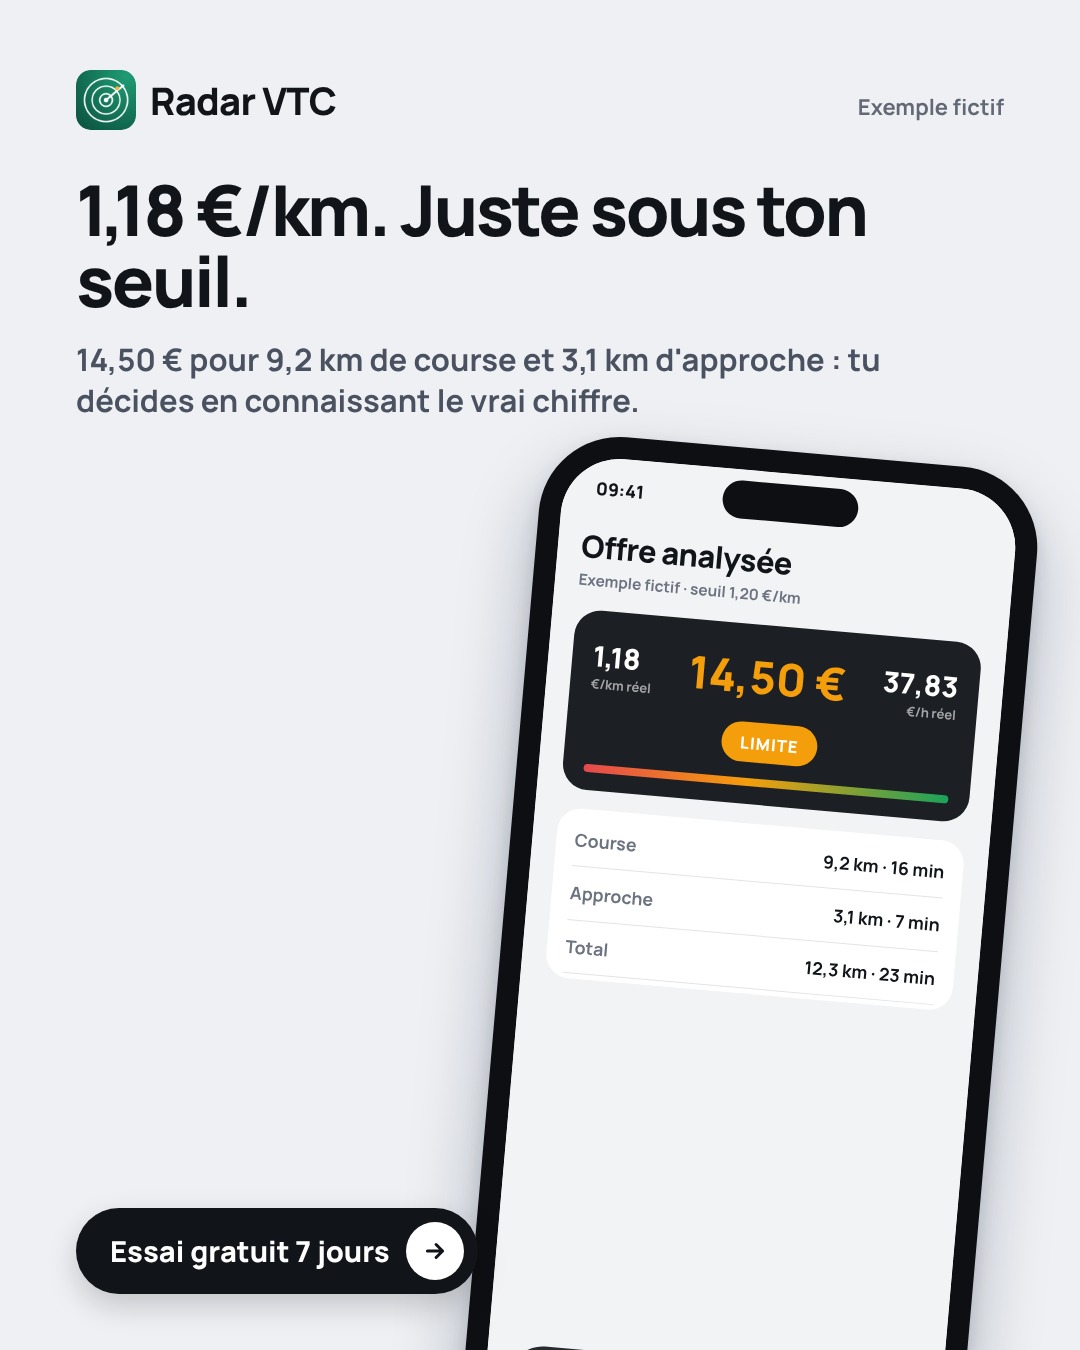 Radar VTC
Exemple fictif
1,18 €/km. Juste sous ton
seuil.
14,50 € pour 9,2 km de course et 3,1 km d'approche : tu
décides en connaissant le vrai chiffre.
09:41
Offre analysée
Exemple fictif · seuil 1,20 €/km
1,18
€/km réel
14,50 €
37,83
€/h réel
LIMITE
Course
9,2 km · 16 min
Approche
3,1 km · 7 min
Total
12,3 km · 23 min
Essai gratuit 7 jours